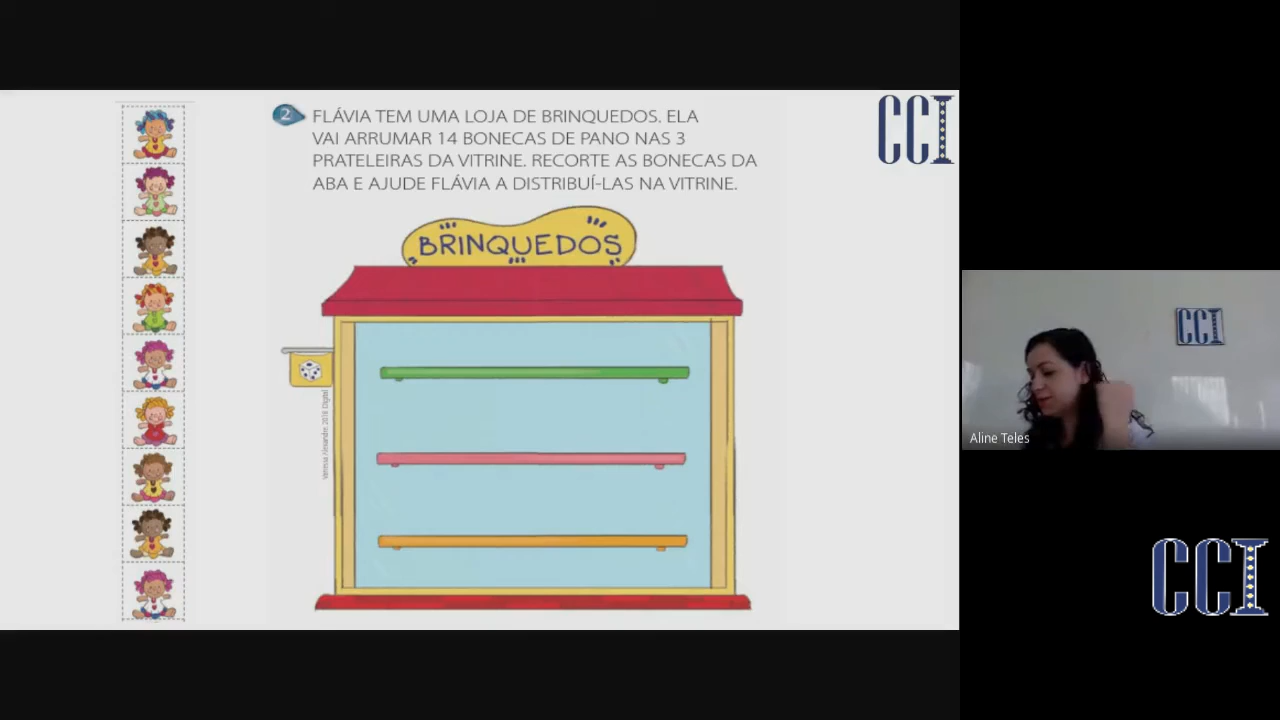 2
FLÁVIA TEM UMA LOJA DE BRINQUEDOS. ELA
VAI ARRUMAR 14 BONECAS DE PANO NAS 3
PRATELEIRAS DA VITRINE. RECORTE AS BONECAS DA
ABA E AJUDE FLÁVIA A DISTRIBUÍ-LAS NA VITRINE.
BRINQUEDOS
CCI
CCI
Aline Teles
CCI